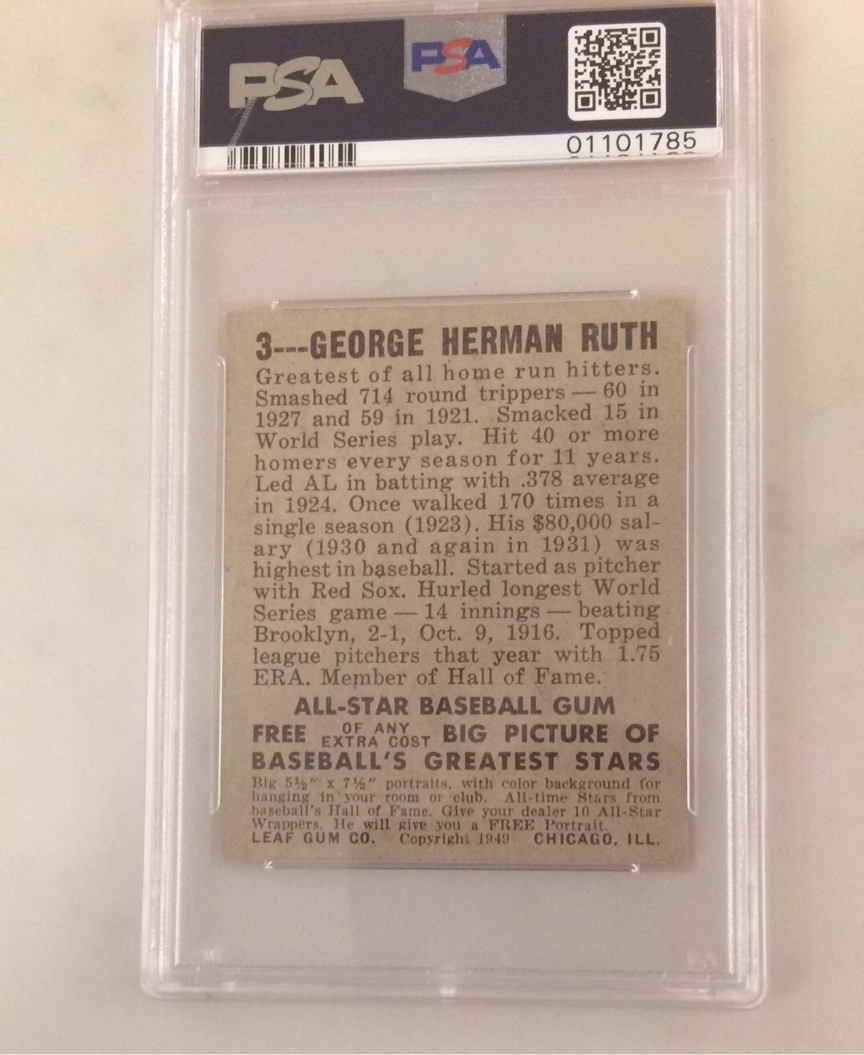 PSA PSA
01101785
3---GEORGE HERMAN RUTH
Greatest of all home run hitters.
Smashed 714 round trippers — 60 in
1927 and 59 in 1921. Smacked 15 in
World Series play. Hit 40 or more
homers every season for 11 years.
Led AL in batting with .378 average
in 1924. Once walked 170 times in a
single season (1923). His $80,000 sal-
ary (1930 and again in 1931) was
highest in baseball. Started as pitcher
with Red Sox. Hurled longest World
Series game — 14 innings — beating
Brooklyn, 2-1, Oct. 9, 1916. Topped
league pitchers that year with 1.75
ERA. Member of Hall of Fame.
ALL-STAR BASEBALL GUM
FREE OF ANY EXTRA COST BIG PICTURE OF
BASEBALL'S GREATEST STARS
Big 5½" x 7½" portraits, with color background for
hanging in your room or club. All-time Stars from
baseball's Hall of Fame. Give your dealer 10 All-Star
Wrappers. He will give you a FREE Portrait.
LEAF GUM CO. Copyright 1949 CHICAGO, ILL.